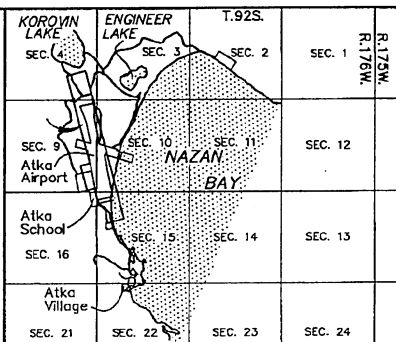 KOROVIN LAKE
ENGINEER LAKE
T.92S.
R.176W.
R.175W.
SEC. 4
SEC. 3
SEC. 2
SEC. 1
SEC. 9
SEC. 10
SEC. 11
SEC. 12
NAZAN
BAY
Atka
Airport
Atka
School
SEC. 16
SEC. 15
SEC. 14
SEC. 13
Atka
Village
SEC. 21
SEC. 22
SEC. 23
SEC. 24